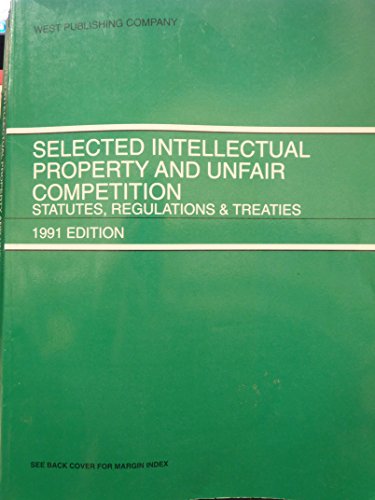 WEST PUBLISHING COMPANY
SELECTED INTELLECTUAL
PROPERTY AND UNFAIR
COMPETITION
STATUTES, REGULATIONS & TREATIES
1991 EDITION
SEE BACK COVER FOR MARGIN INDEX